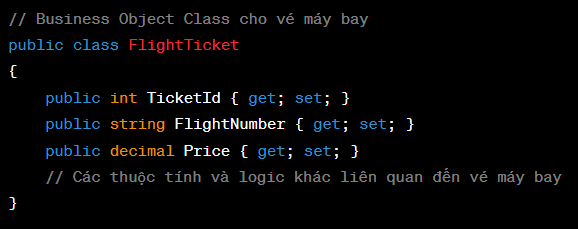 // Business Object Class cho vé máy bay
public class FlightTicket
{
    public int TicketId { get; set; }
    public string FlightNumber { get; set; }
    public decimal Price { get; set; }
    // Các thuộc tính và logic khác liên quan đến vé máy bay
}